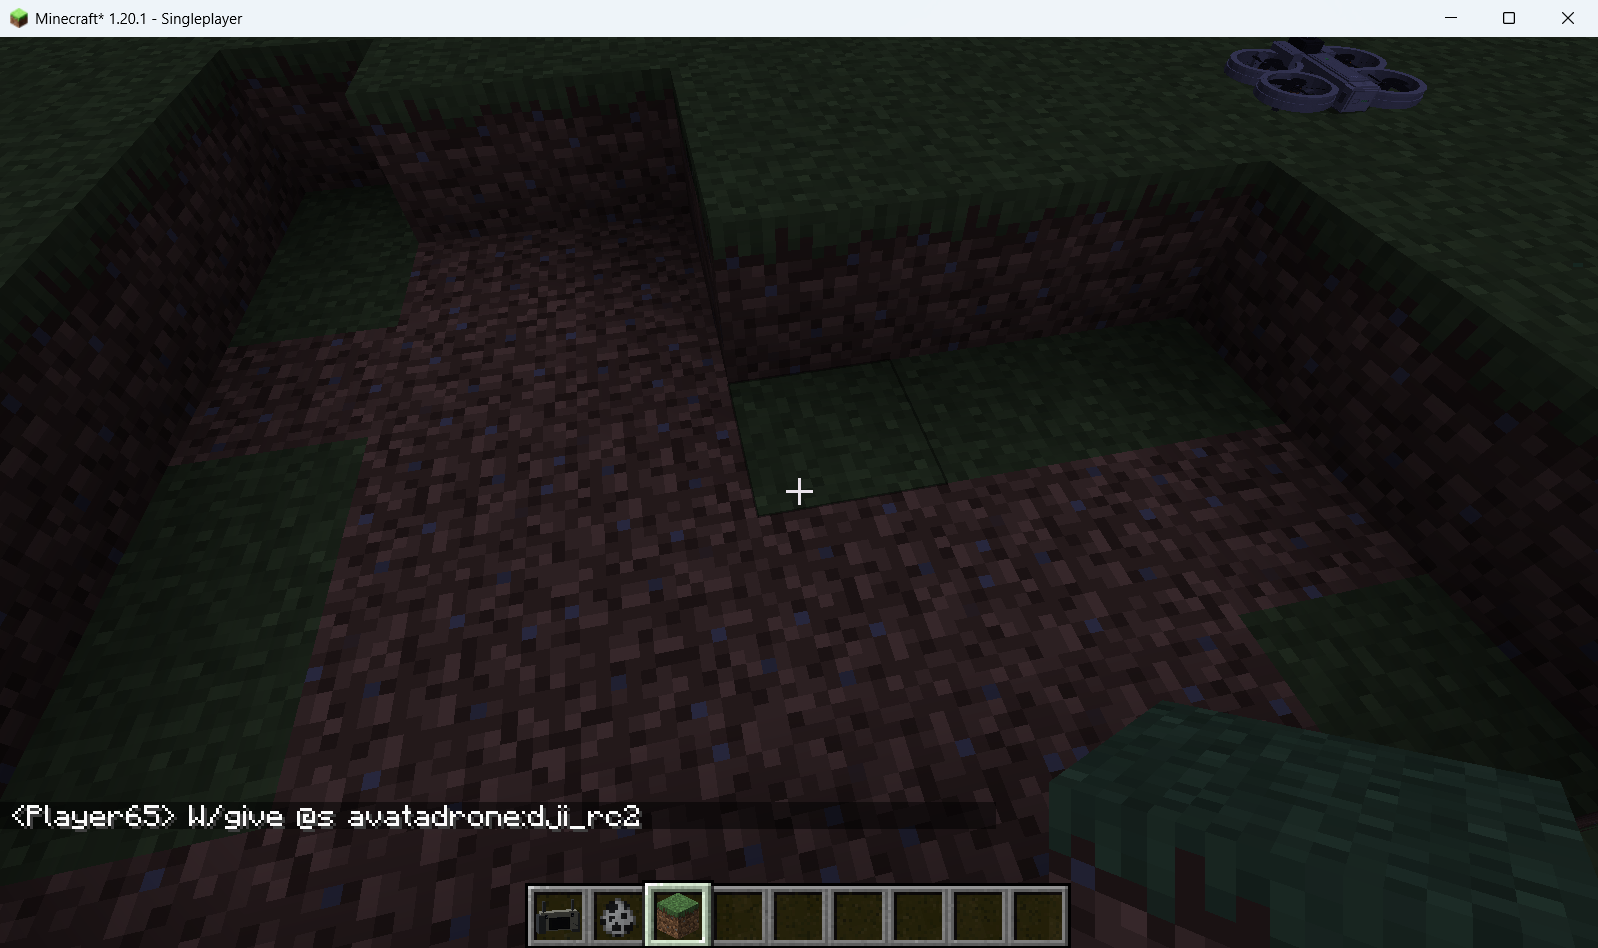 Minecraft* 1.20.1 - Singleplayer
<Player65> W/give @s avatadrone:dji_rc2